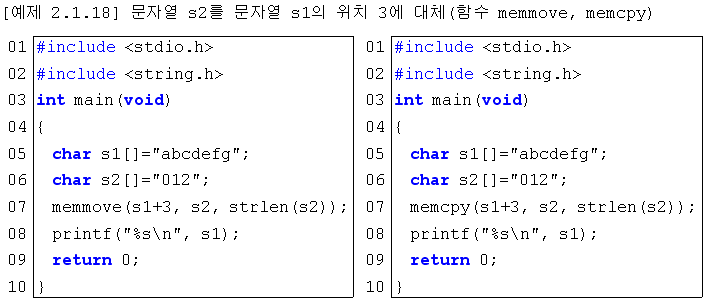 [예제 2.1.18] 문자열 s2를 문자열 s1의 위치 3에 대체(함수 memmove, memcpy)
01 #include <stdio.h>
02 #include <string.h>
03 int main(void)
04 {
05   char s1[]="abcdefg";
06   char s2[]="012";
07   memmove(s1+3, s2, strlen(s2));
08   printf("%s\n", s1);
09   return 0;
10 }
01 #include <stdio.h>
02 #include <string.h>
03 int main(void)
04 {
05   char s1[]="abcdefg";
06   char s2[]="012";
07   memcpy(s1+3, s2, strlen(s2));
08   printf("%s\n", s1);
09   return 0;
10 }